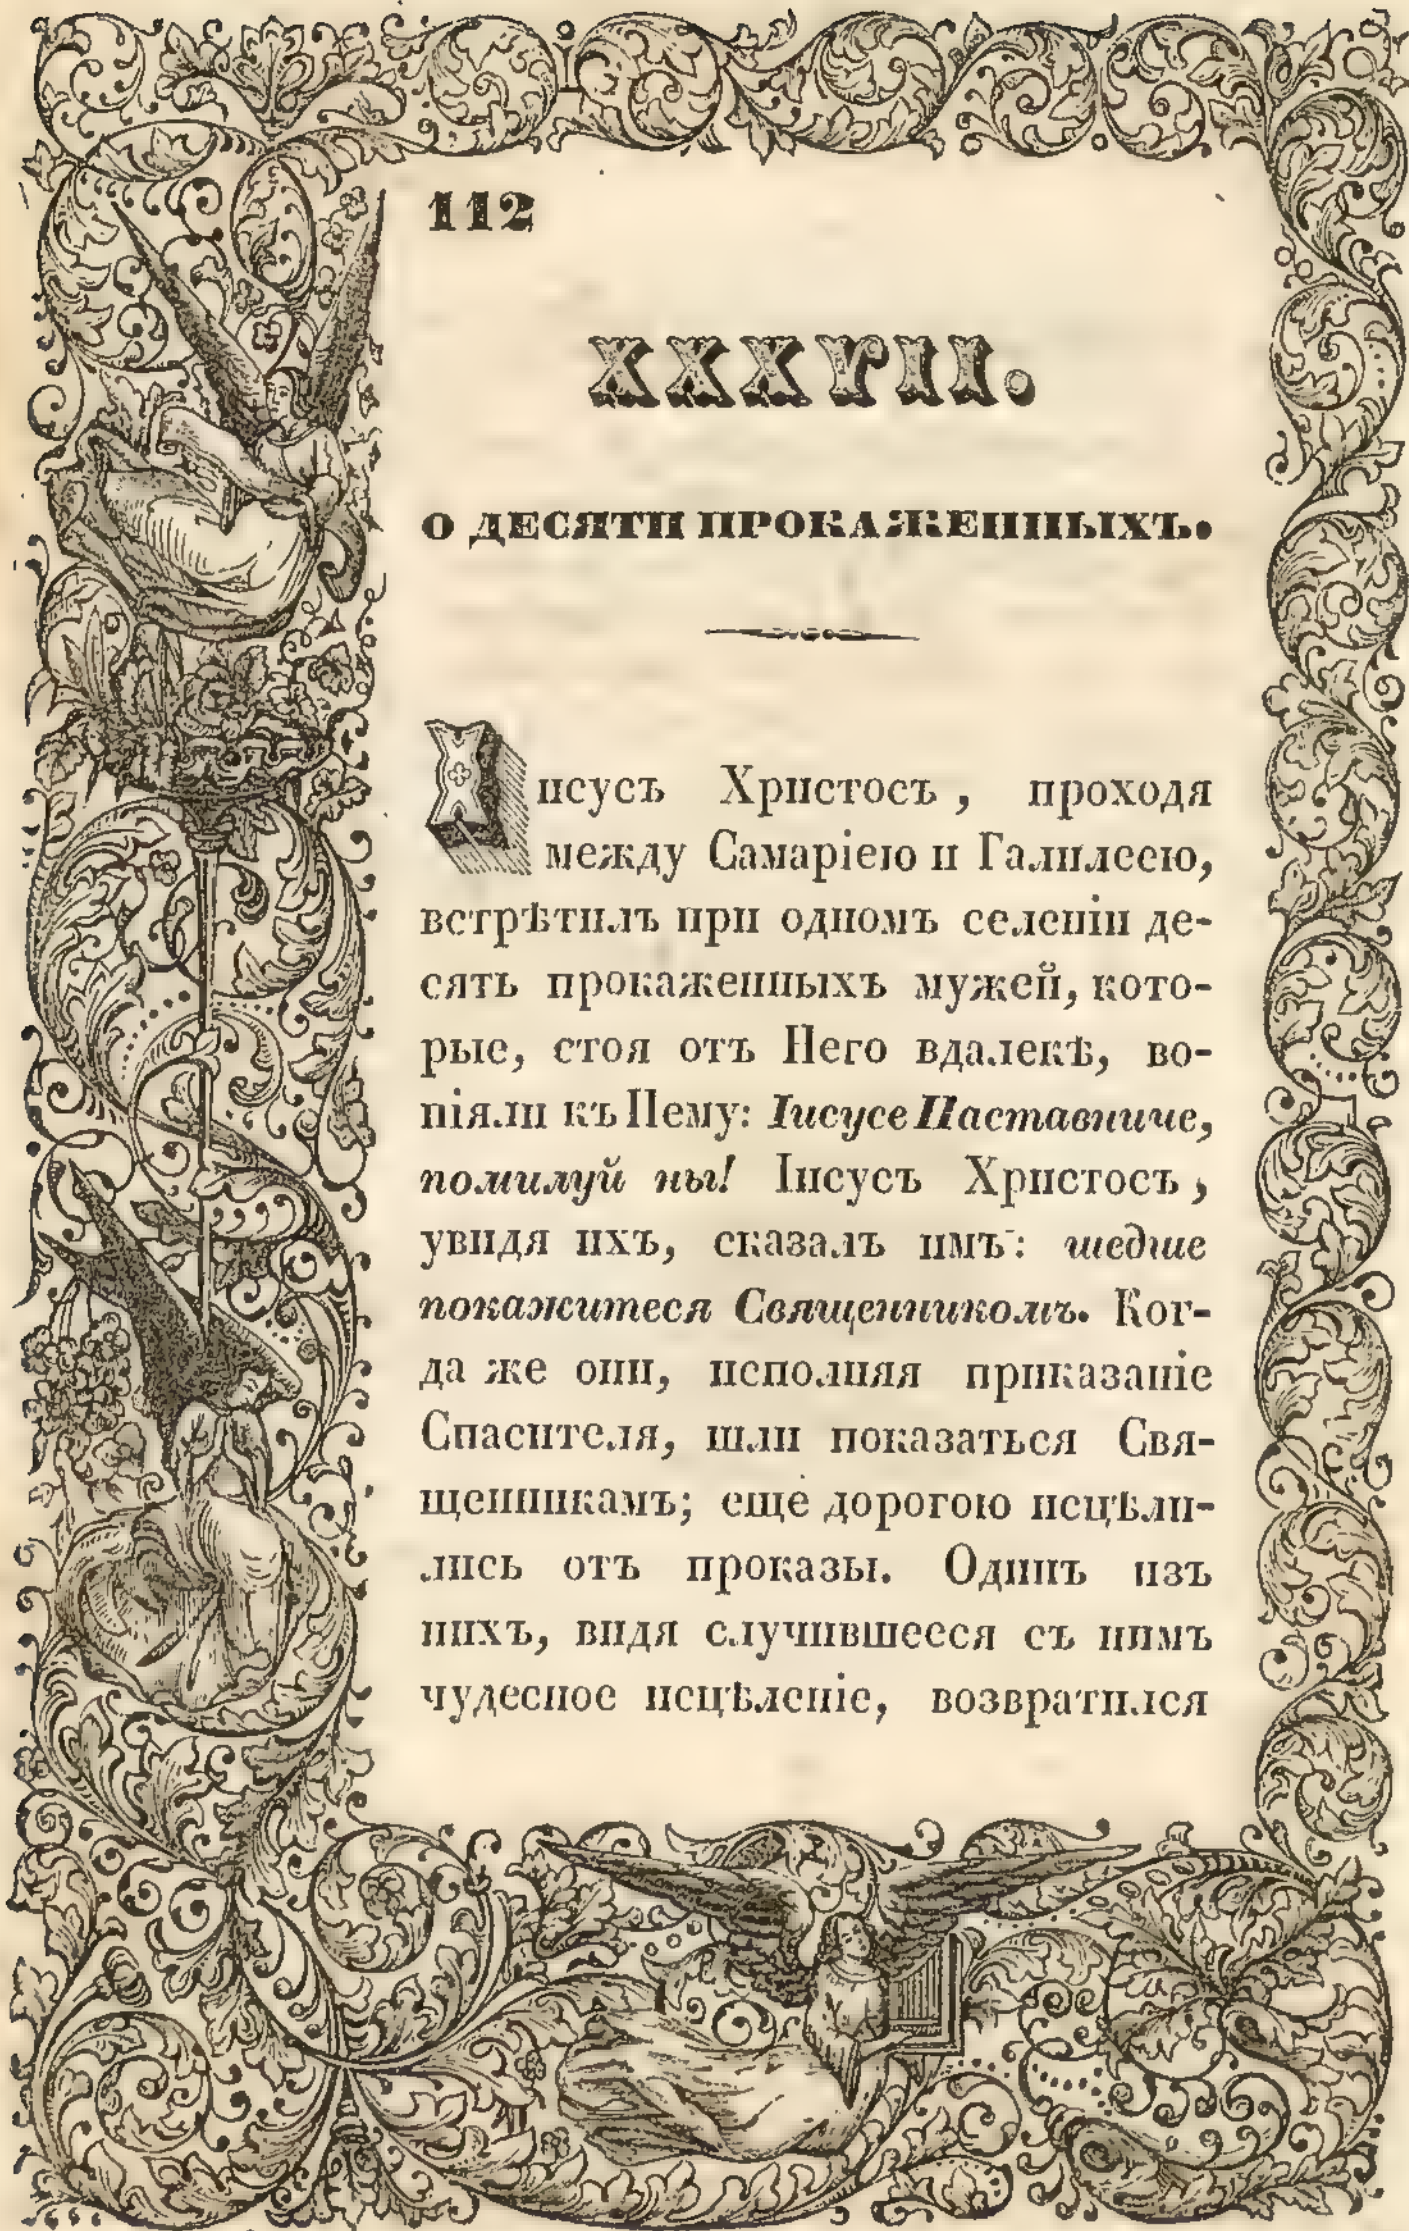 112
XXXVII.
О ДЕСЯТИ ПРОКАЖЕННЫХЪ.
Іисусъ Христосъ, проходя
между Самаріею и Галилеею,
встрѣтилъ при одномъ селеніи де-
сять прокаженныхъ мужей, кото-
рые, стоя отъ Него вдалекѣ, во-
піяли къ Нему: Іисусе Наставниче,
помилуй ны! Іисусъ Христосъ,
увидя ихъ, сказалъ имъ: шедше
покажитеся Священникомъ. Ког-
да же они, исполняя приказаніе
Спасителя, шли показаться Свя-
щенникамъ; еще дорогою исцѣли-
лись отъ проказы. Одинъ изъ
нихъ, видя случившееся съ нимъ
чудесное исцѣленіе, возвратился